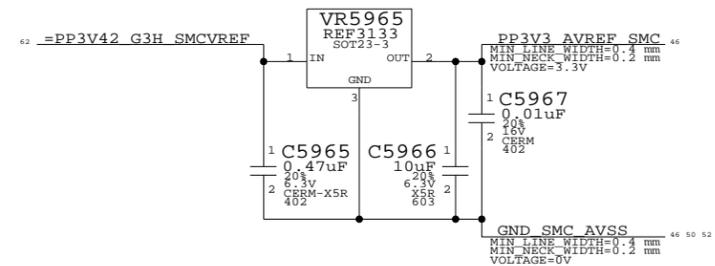 VR5965
REF3133
SOT23-3
62 =PP3V42_G3H_SMCVREF
PP3V3_AVREF_SMC 46
MIN_LINE_WIDTH=0.4 mm
MIN_NECK_WIDTH=0.2 mm
VOLTAGE=3.3V
1 IN OUT 2
GND
3
1 C5967
0.01uF
20%
16V
2 CERM
402
1 C5965
0.47uF
20%
6.3V
2 CERM-X5R
402
C5966 1
10uF
20%
6.3V 2
X5R
603
GND_SMC_AVSS 46 50 52
MIN_LINE_WIDTH=0.4 mm
MIN_NECK_WIDTH=0.2 mm
VOLTAGE=0V